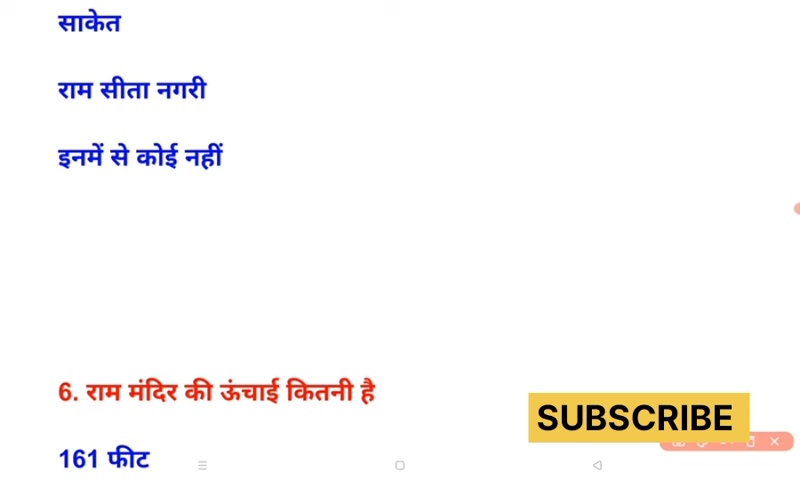 साकेत
राम सीता नगरी
इनमें से कोई नहीं
6. राम मंदिर की ऊंचाई कितनी है
SUBSCRIBE
161 फीट